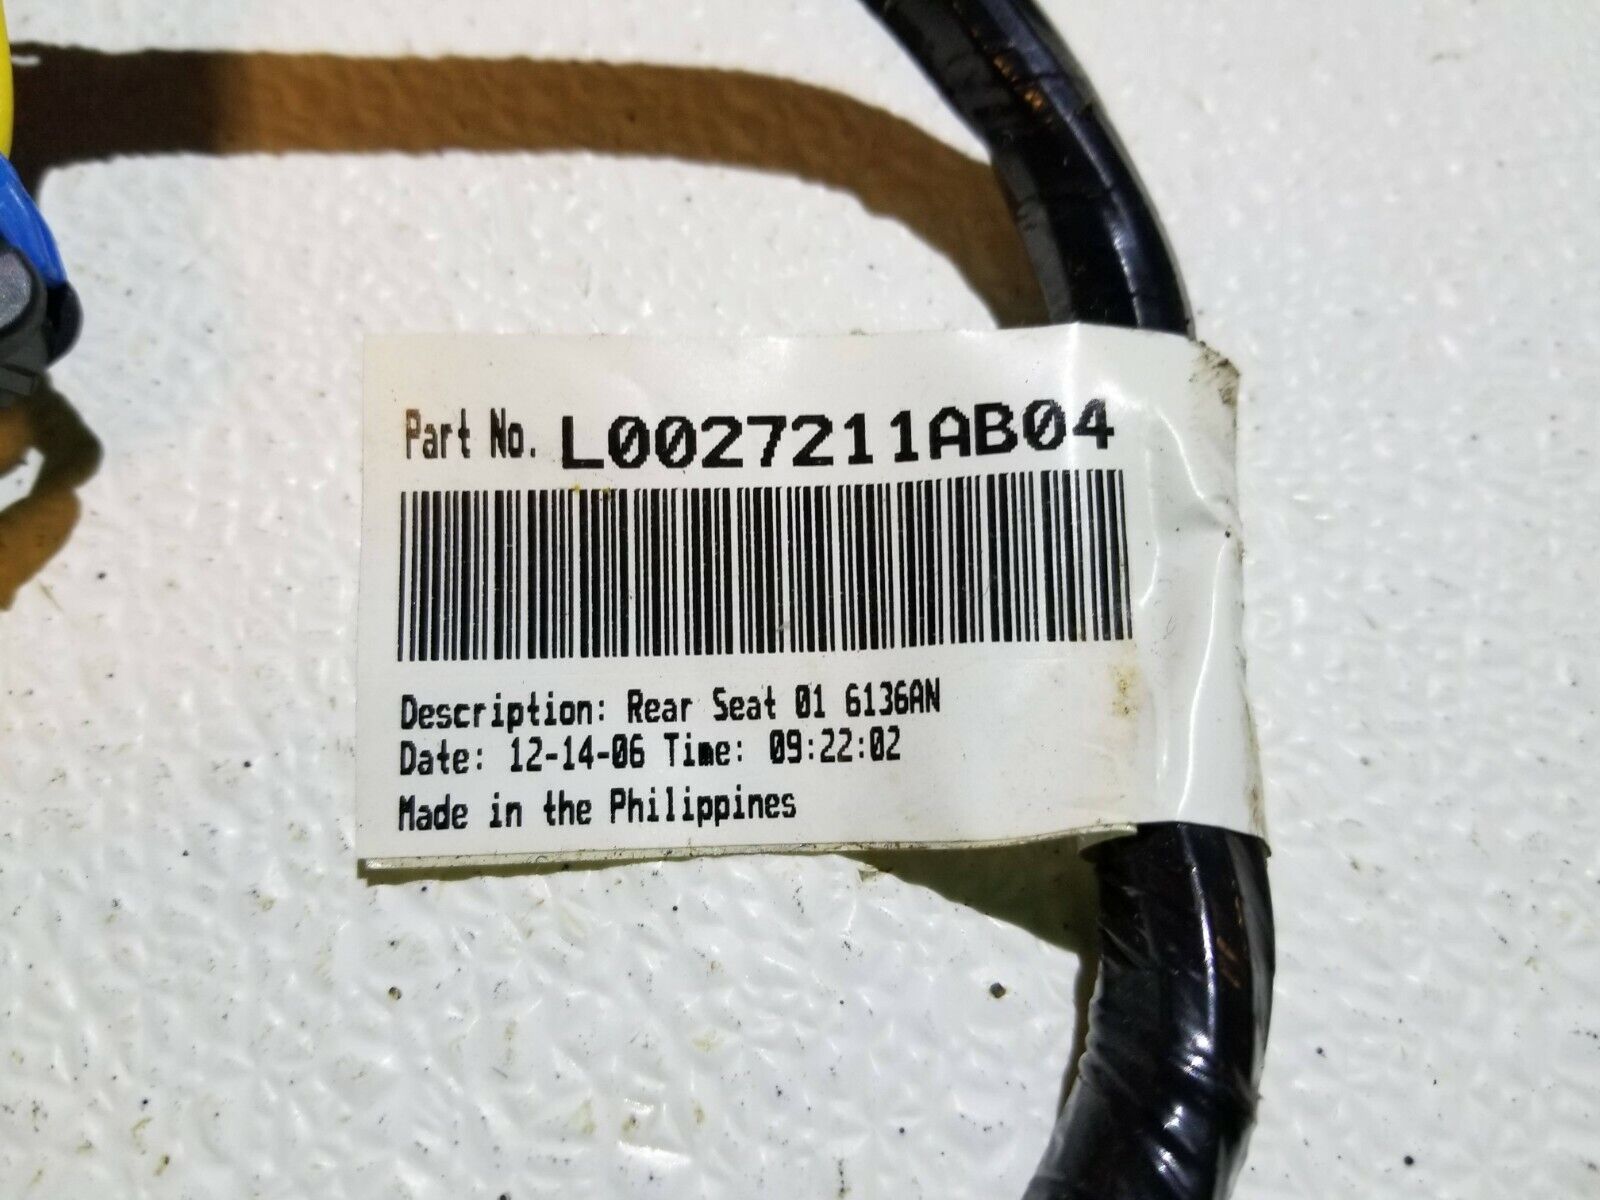 Part No. L0027211AB04
Description: Rear Seat 01 6136AN
Date: 12-14-06 Time: 09:22:02
Made in the Philippines